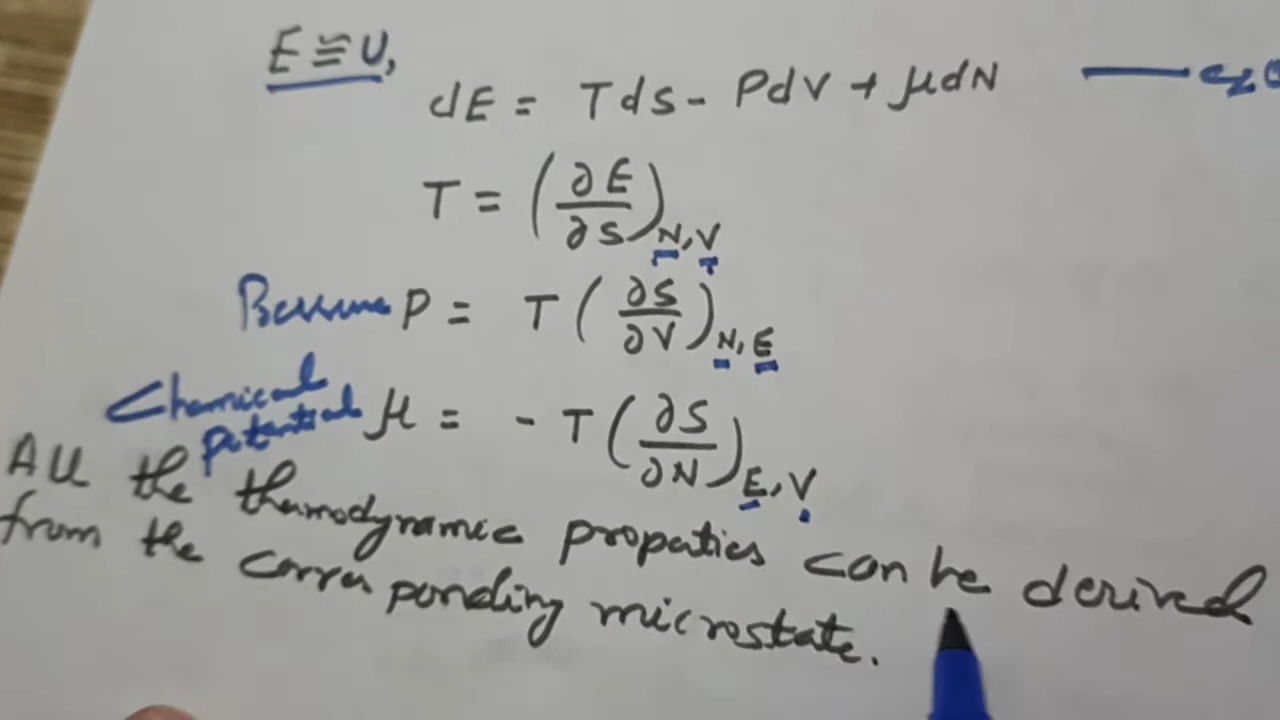 E ≡ U,
dE = TdS - PdV + μdN
T = (∂E/∂S)N,V
P = T(∂S/∂V)N,E
Chemical potential μ = - T(∂S/∂N)E,V
All the thermodynamic properties can be derived
from the corresponding microstate.